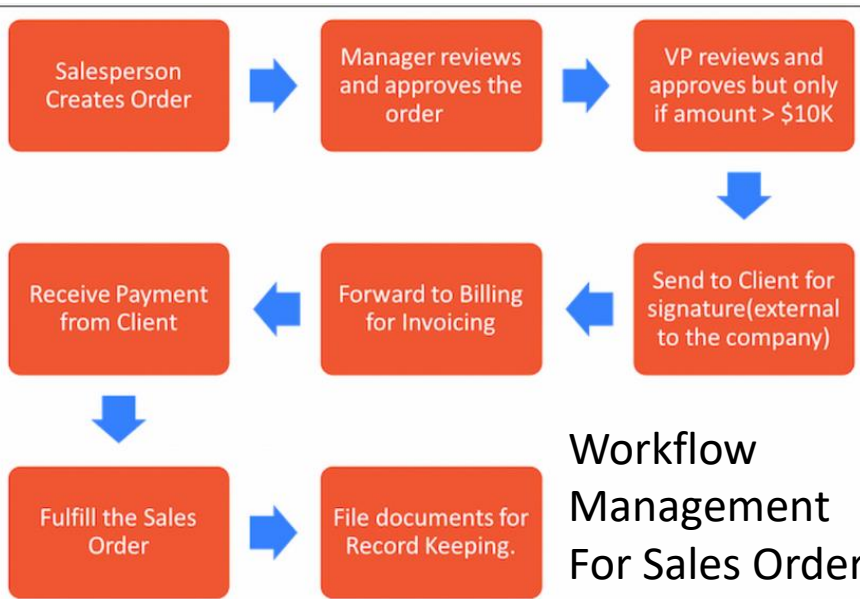 Salesperson
Creates Order
Manager reviews
and approves the
order
VP reviews and
approves but only
if amount > $10K
Send to Client for
signature(external
to the company)
Forward to Billing
for Invoicing
Receive Payment
from Client
Fulfill the Sales
Order
File documents for
Record Keeping.
Workflow
Management
For Sales Order